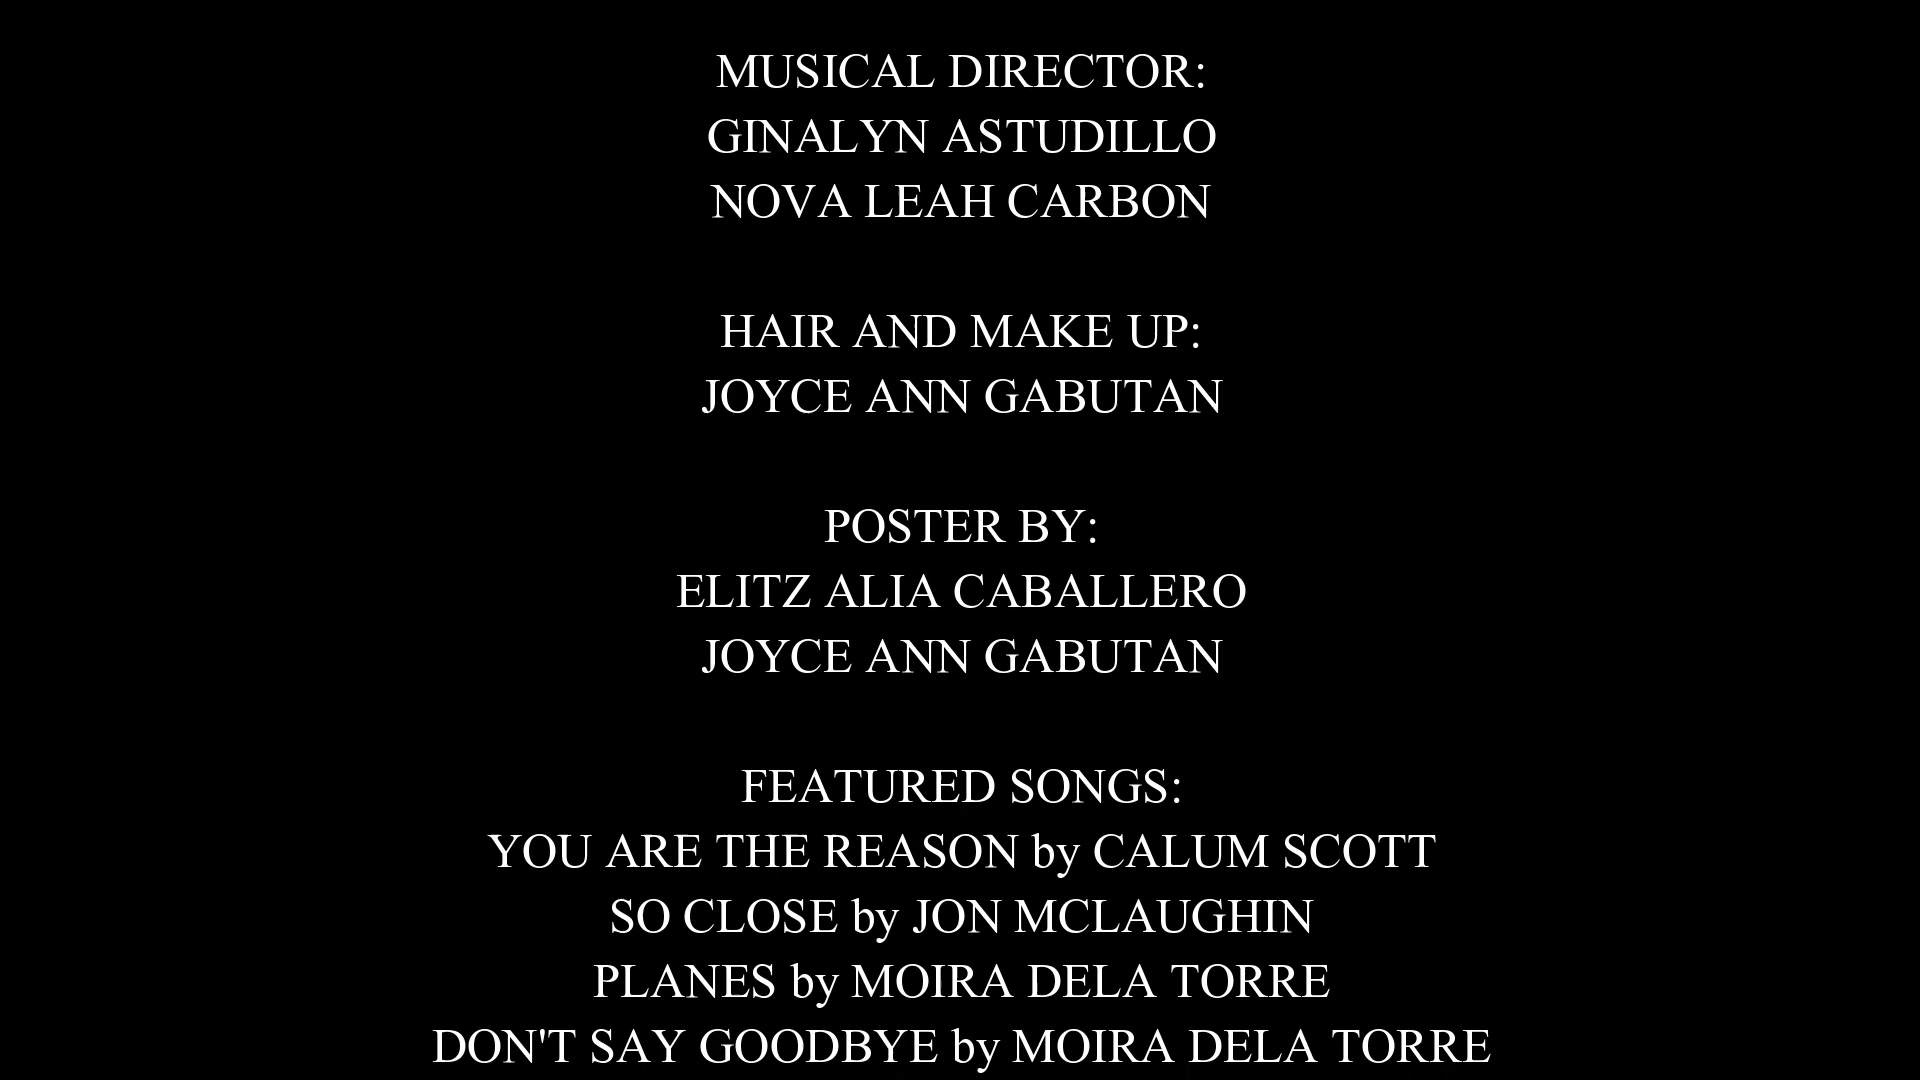 MUSICAL DIRECTOR:
GINALYN ASTUDILLO
NOVA LEAH CARBON
HAIR AND MAKE UP:
JOYCE ANN GABUTAN
POSTER BY:
ELITZ ALIA CABALLERO
JOYCE ANN GABUTAN
FEATURED SONGS:
YOU ARE THE REASON by CALUM SCOTT
SO CLOSE by JON MCLAUGHIN
PLANES by MOIRA DELA TORRE
DON'T SAY GOODBYE by MOIRA DELA TORRE